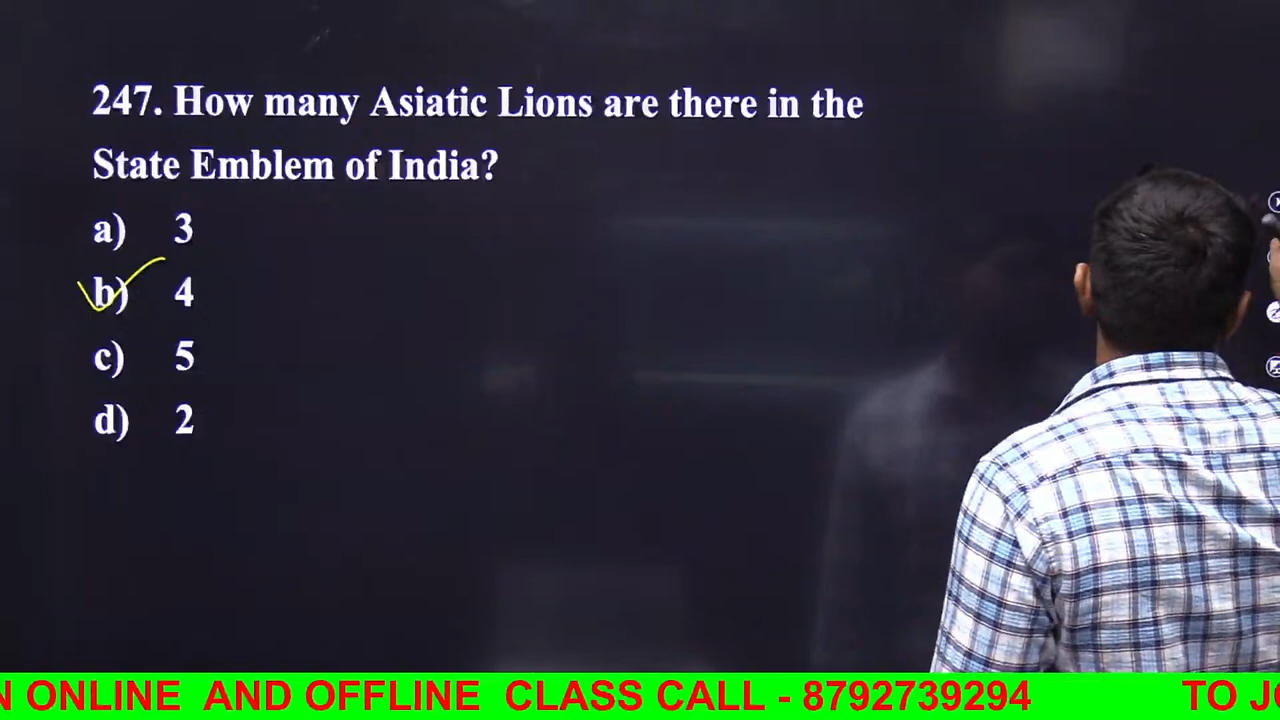 247. How many Asiatic Lions are there in the
State Emblem of India?
a) 3
b) 4
c) 5
d) 2
N ONLINE AND OFFLINE CLASS CALL - 8792739294 TO J